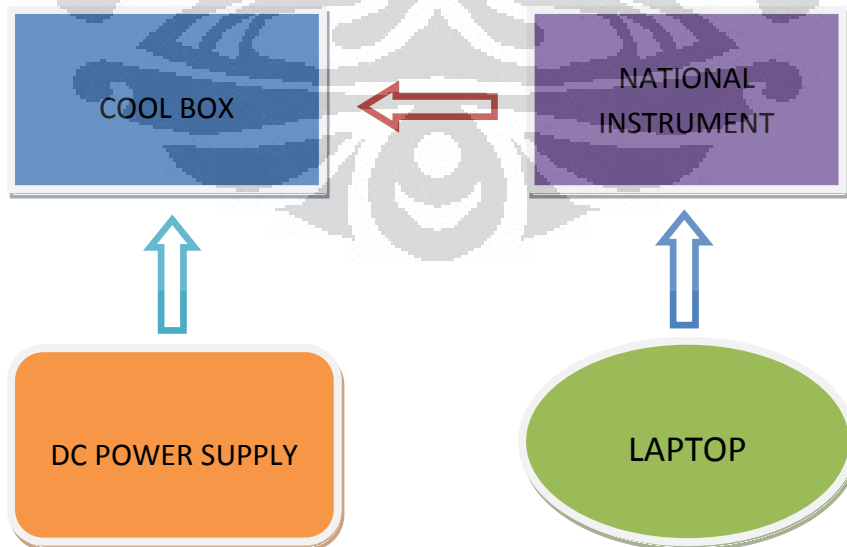 COOL BOX
NATIONAL
INSTRUMENT
DC POWER SUPPLY
LAPTOP